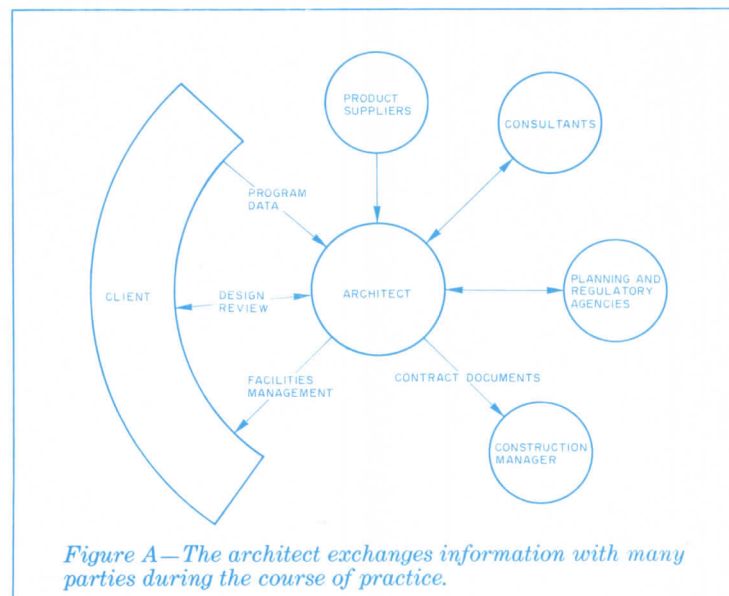 PRODUCT
SUPPLIERS
CONSULTANTS
PROGRAM
DATA
CLIENT
DESIGN
REVIEW
ARCHITECT
PLANNING AND
REGULATORY
AGENCIES
FACILITIES
MANAGEMENT
CONTRACT DOCUMENTS
CONSTRUCTION
MANAGER
Figure A—The architect exchanges information with many
parties during the course of practice.